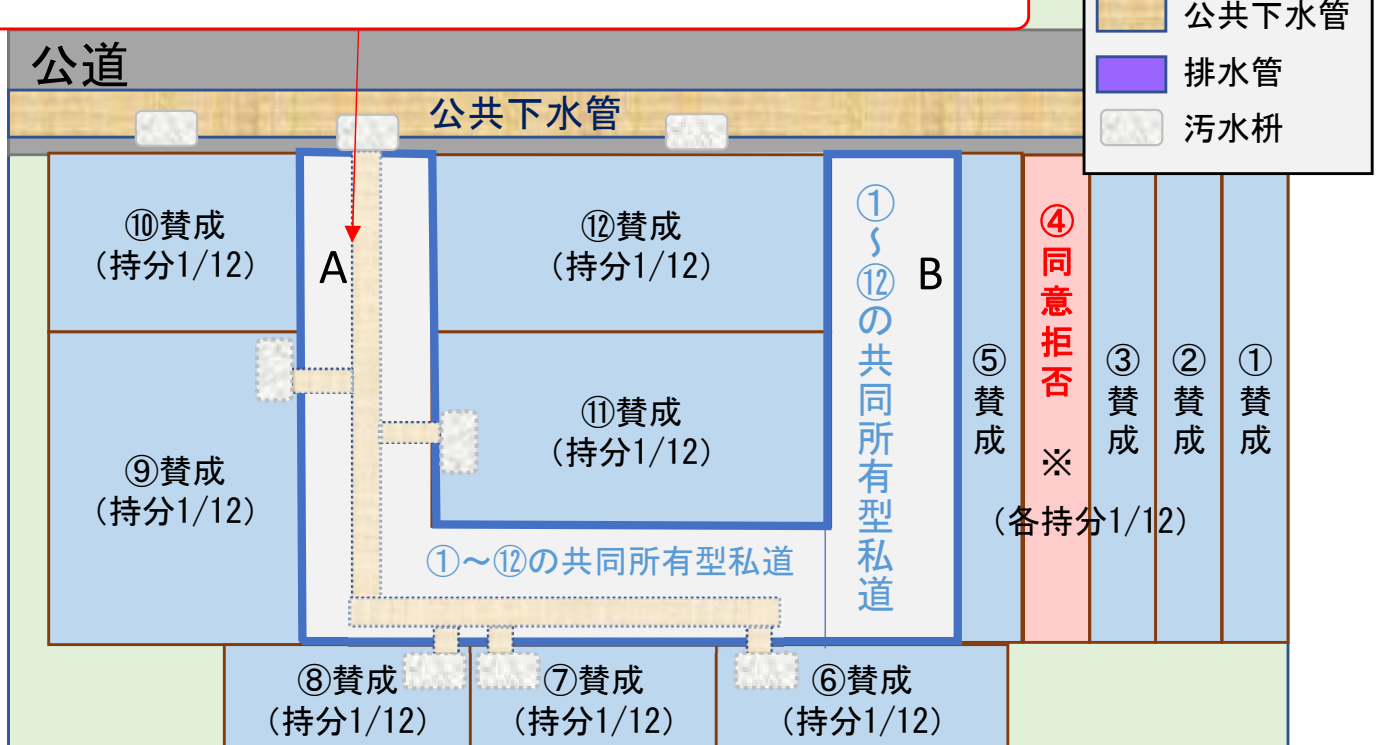 公共下水管
排水管
汚水桝
公道
公共下水管
⑩賛成
(持分1/12)
A
⑫賛成
(持分1/12)
①～⑫の共同所有型私道
B
⑤賛成
④同意拒否
※
③賛成
②賛成
①賛成
(各持分1/12)
⑨賛成
(持分1/12)
⑪賛成
(持分1/12)
①～⑫の共同所有型私道
⑧賛成
(持分1/12)
⑦賛成
(持分1/12)
⑥賛成
(持分1/12)